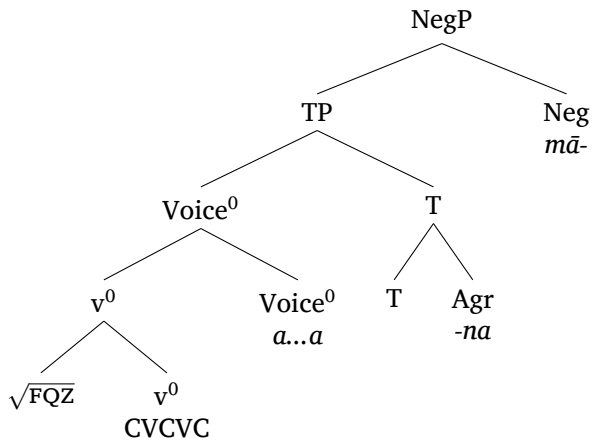 NegP
TP Neg
mā-
Voice⁰ T
v⁰ Voice⁰ T Agr
a...a -na
√FQZ v⁰
CVCVC